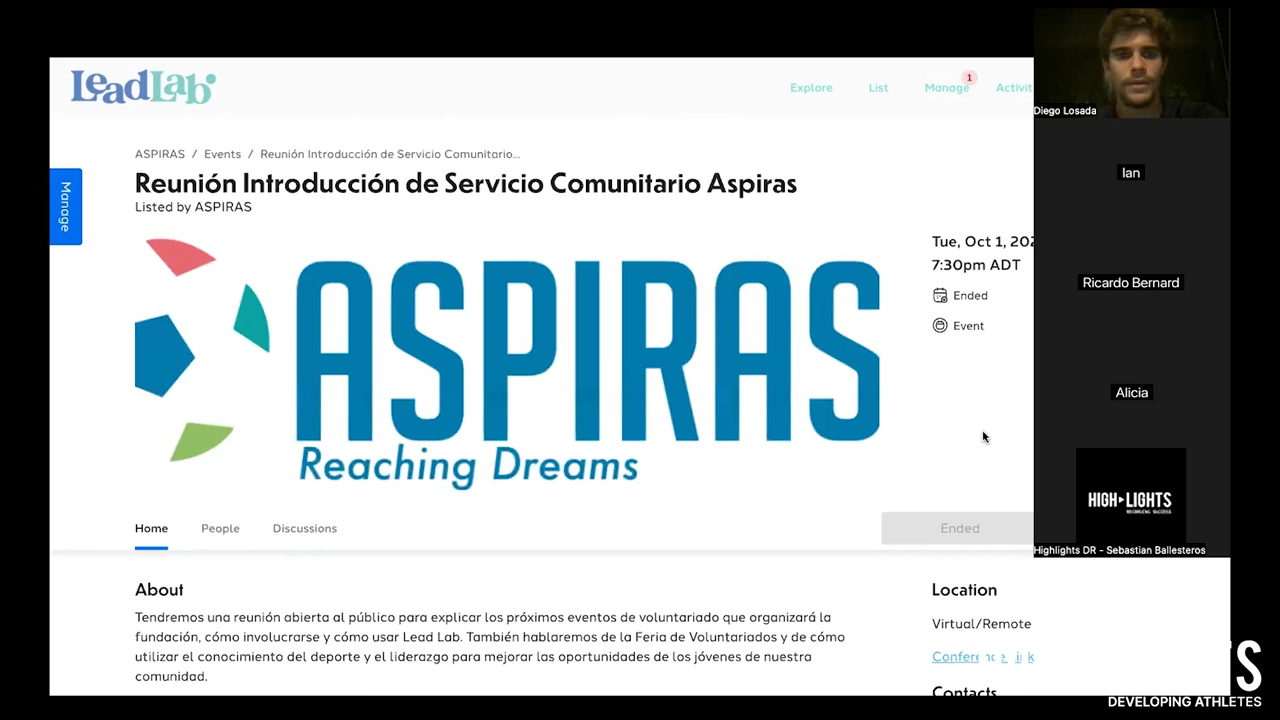 LeadLab
Explore
List
Manage
1
Activit
ASPIRAS / Events / Reunión Introducción de Servicio Comunitario...
Reunión Introducción de Servicio Comunitario Aspiras
Listed by ASPIRAS
Manage
ASPIRAS
Reaching Dreams
Tue, Oct 1, 202
7:30pm ADT
Ended
Event
Home
People
Discussions
Ended
About
Tendremos una reunión abierta al público para explicar los próximos eventos de voluntariado que organizará la
fundación, cómo involucrarse y cómo usar Lead Lab. También hablaremos de la Feria de Voluntariados y de cómo
utilizar el conocimiento del deporte y el liderazgo para mejorar las oportunidades de los jóvenes de nuestra
comunidad.
Location
Virtual/Remote
Contacts
Diego Losada
Ian
Ricardo Bernard
Alicia
HIGH LIGHTS
Highlights DR - Sebastian Ballesteros
TS
DEVELOPING ATHLETES